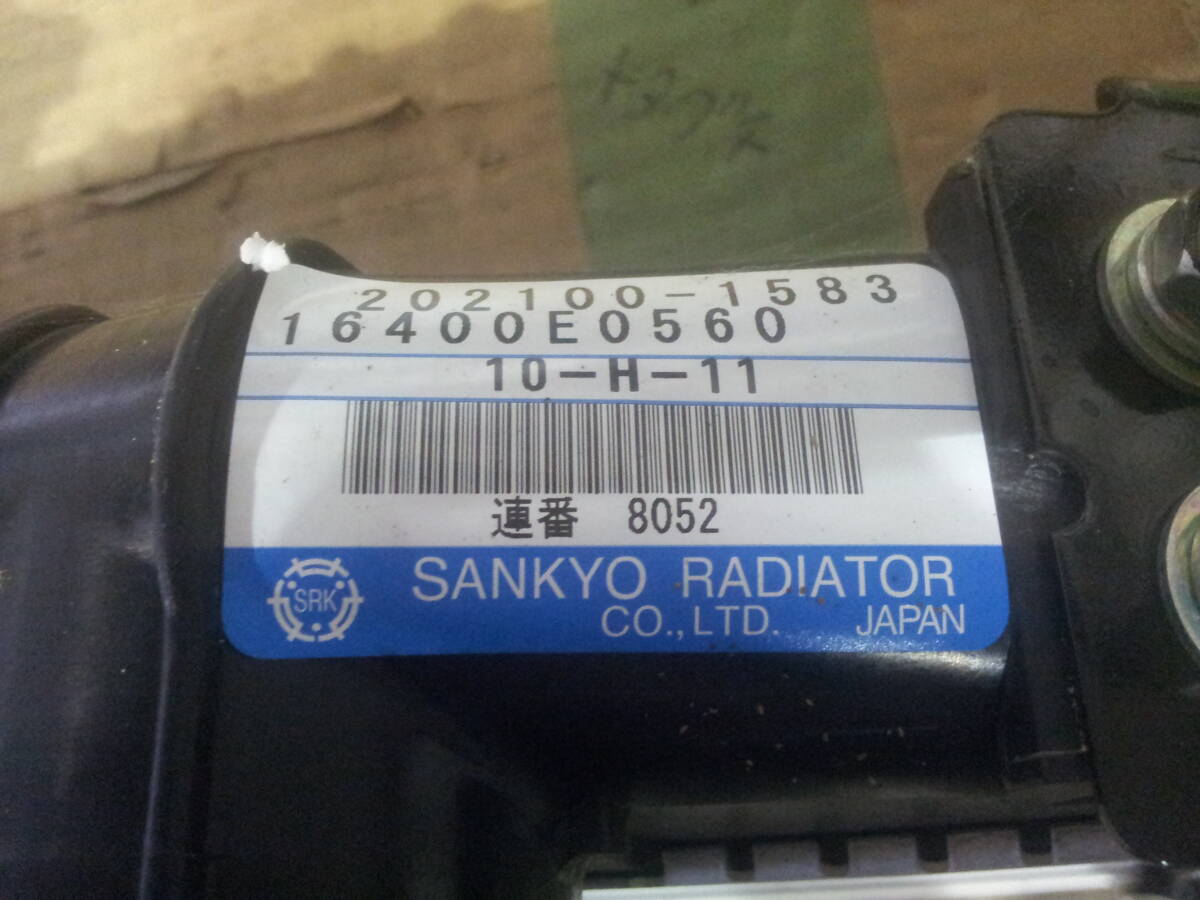 202100-1583
16400E0560
10-H-11
連番 8052
SRK
SANKYO RADIATOR
CO.,LTD. JAPAN